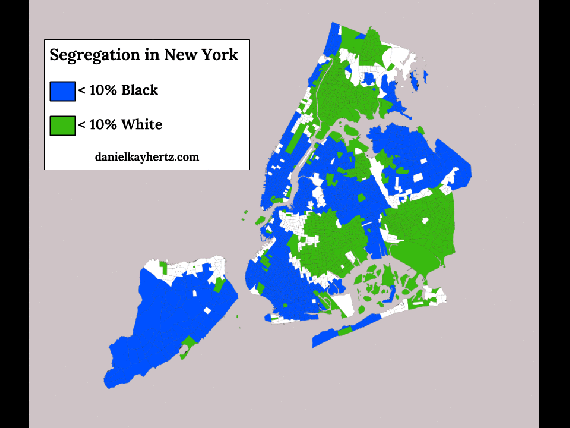 Segregation in New York
< 10% Black
< 10% White
danielkayhertz.com